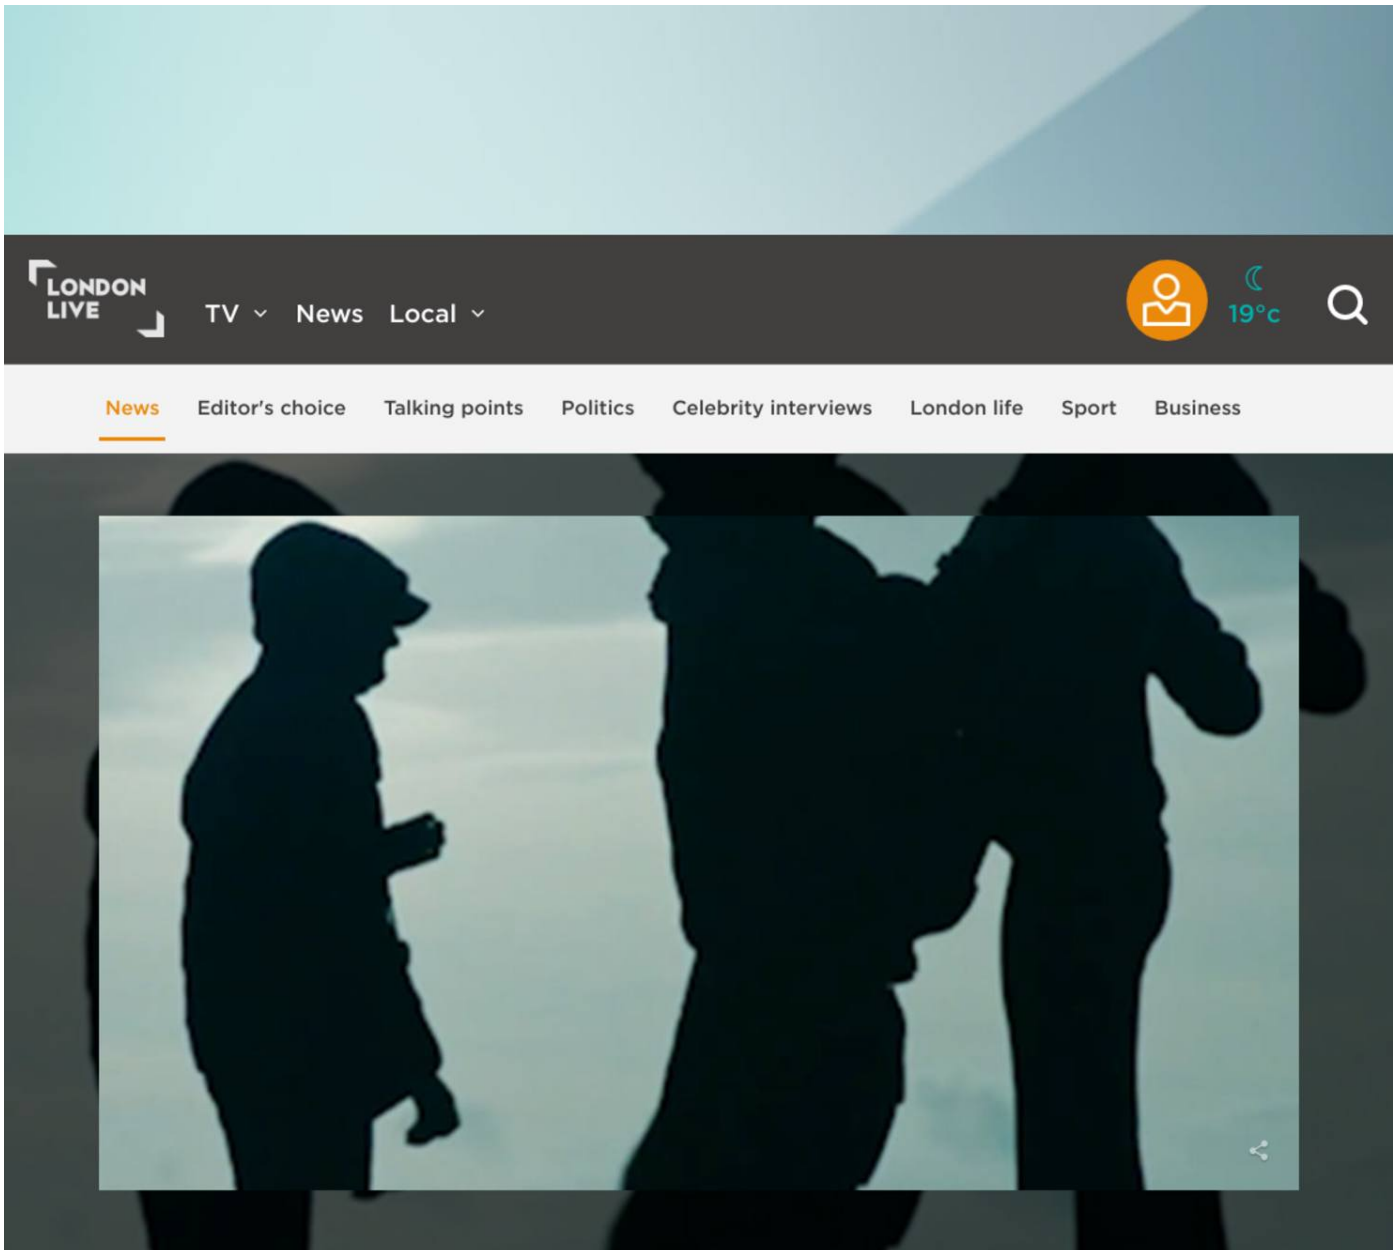 LONDON
LIVE
TV News Local
19°c
News Editor's choice Talking points Politics Celebrity interviews London life Sport Business